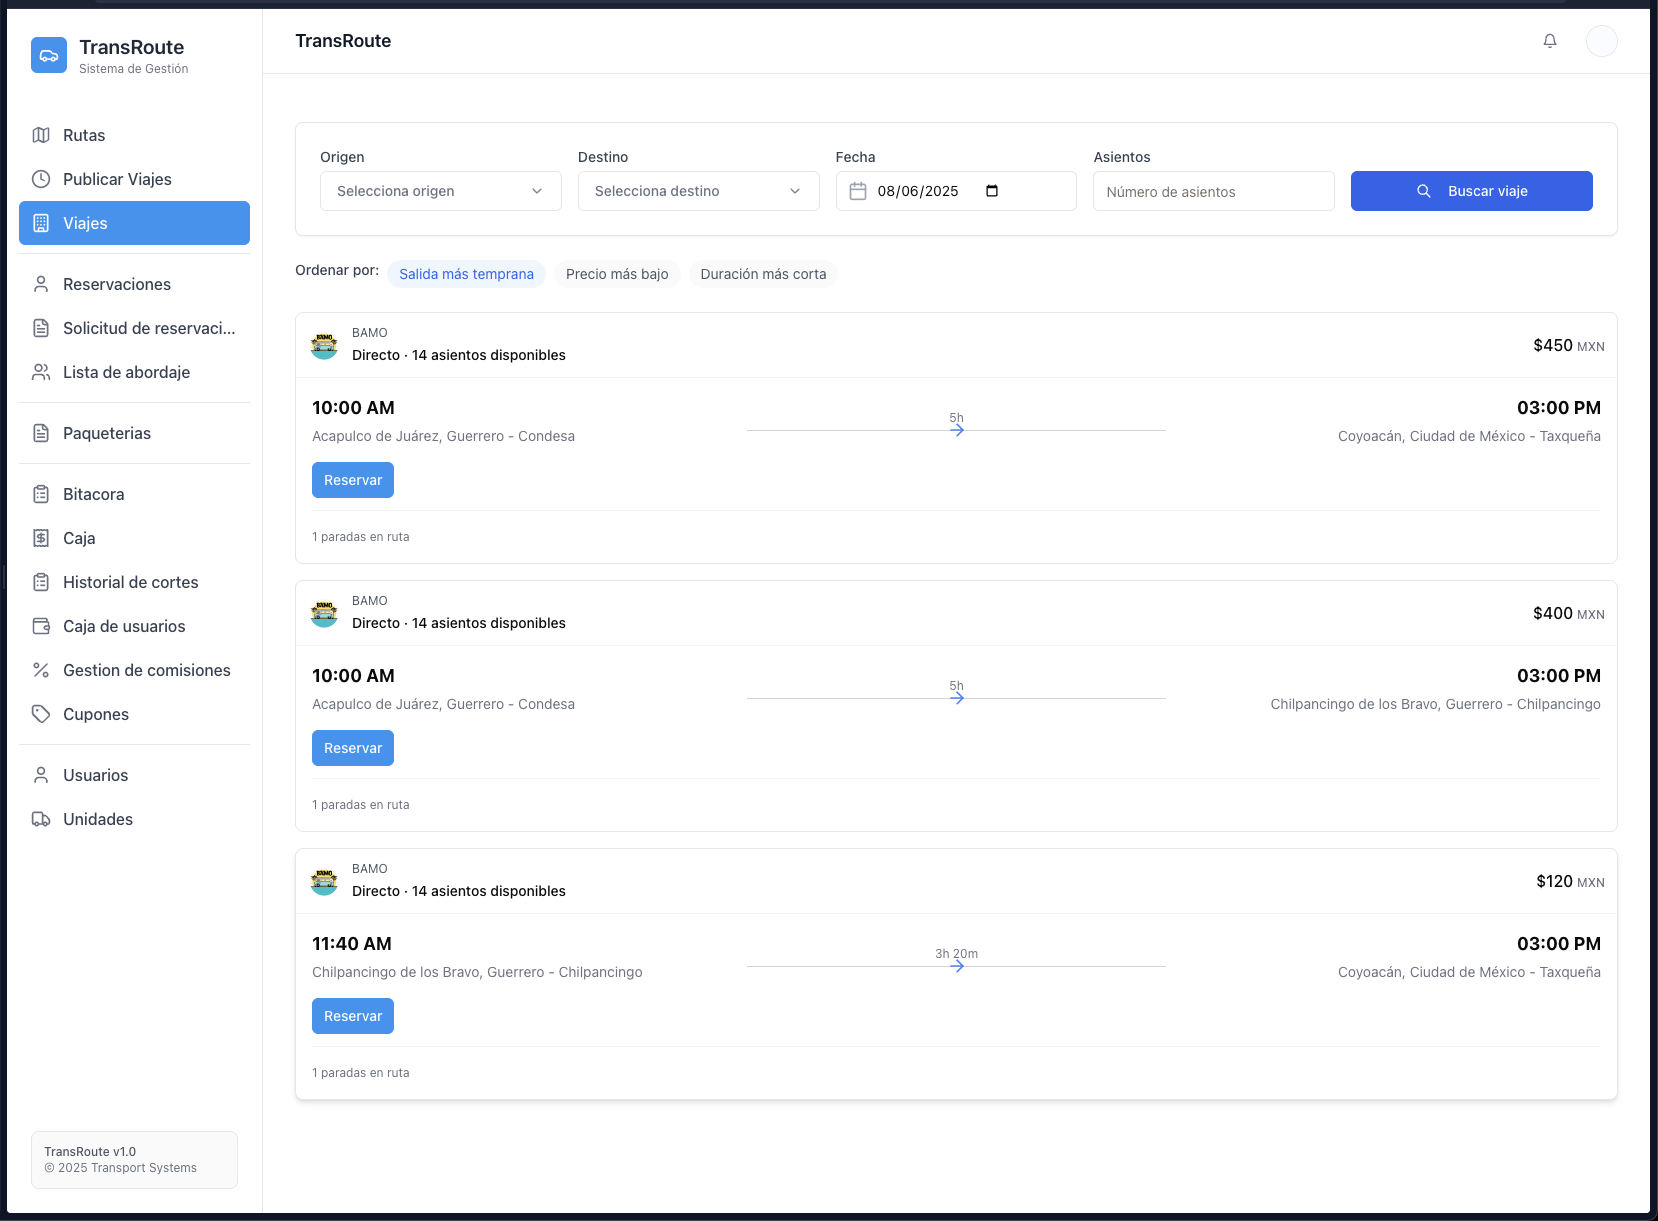 TransRoute
Sistema de Gestión
Rutas
Publicar Viajes
Viajes
Reservaciones
Solicitud de reservaci...
Lista de abordaje
Paqueterias
Bitacora
Caja
Historial de cortes
Caja de usuarios
Gestion de comisiones
Cupones
Usuarios
Unidades
TransRoute v1.0
© 2025 Transport Systems
TransRoute
Origen
Selecciona origen
Destino
Selecciona destino
Fecha
08/06/2025
Asientos
Número de asientos
Buscar viaje
Ordenar por: Salida más temprana Precio más bajo Duración más corta
BAMO
Directo · 14 asientos disponibles
$450 MXN
10:00 AM
Acapulco de Juárez, Guerrero - Condesa
5h
03:00 PM
Coyoacán, Ciudad de México - Taxqueña
Reservar
1 paradas en ruta
BAMO
Directo · 14 asientos disponibles
$400 MXN
10:00 AM
Acapulco de Juárez, Guerrero - Condesa
5h
03:00 PM
Chilpancingo de los Bravo, Guerrero - Chilpancingo
Reservar
1 paradas en ruta
BAMO
Directo · 14 asientos disponibles
$120 MXN
11:40 AM
Chilpancingo de los Bravo, Guerrero - Chilpancingo
3h 20m
03:00 PM
Coyoacán, Ciudad de México - Taxqueña
Reservar
1 paradas en ruta